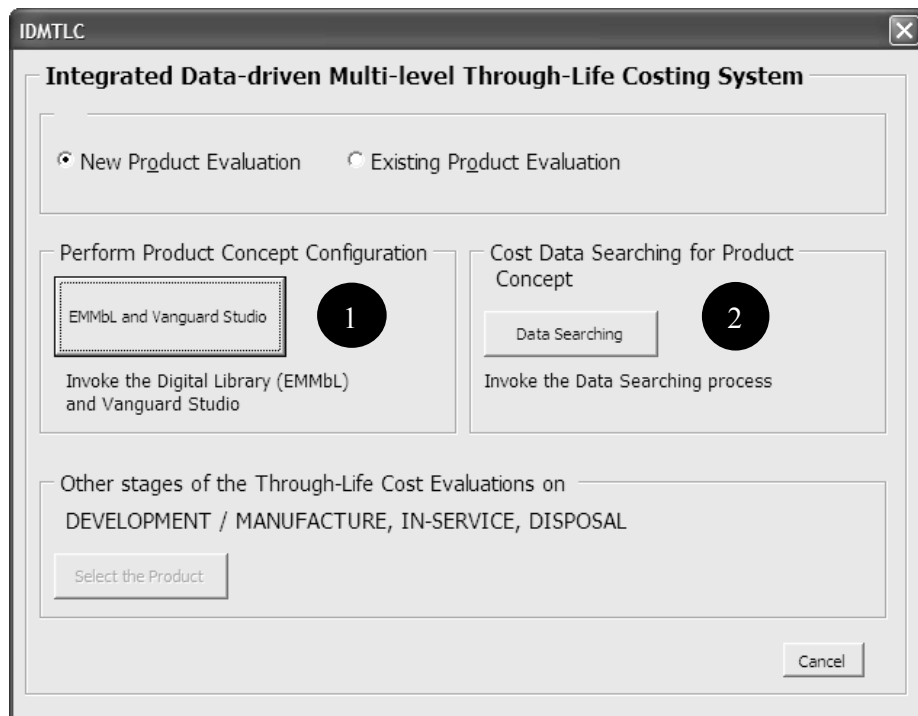 IDMTLC
Integrated Data-driven Multi-level Through-Life Costing System
New Product Evaluation
Existing Product Evaluation
Perform Product Concept Configuration
EMMbL and Vanguard Studio
1
Invoke the Digital Library (EMMbL)
and Vanguard Studio
Cost Data Searching for Product
Concept
Data Searching
2
Invoke the Data Searching process
Other stages of the Through-Life Cost Evaluations on
DEVELOPMENT / MANUFACTURE, IN-SERVICE, DISPOSAL
Select the Product
Cancel